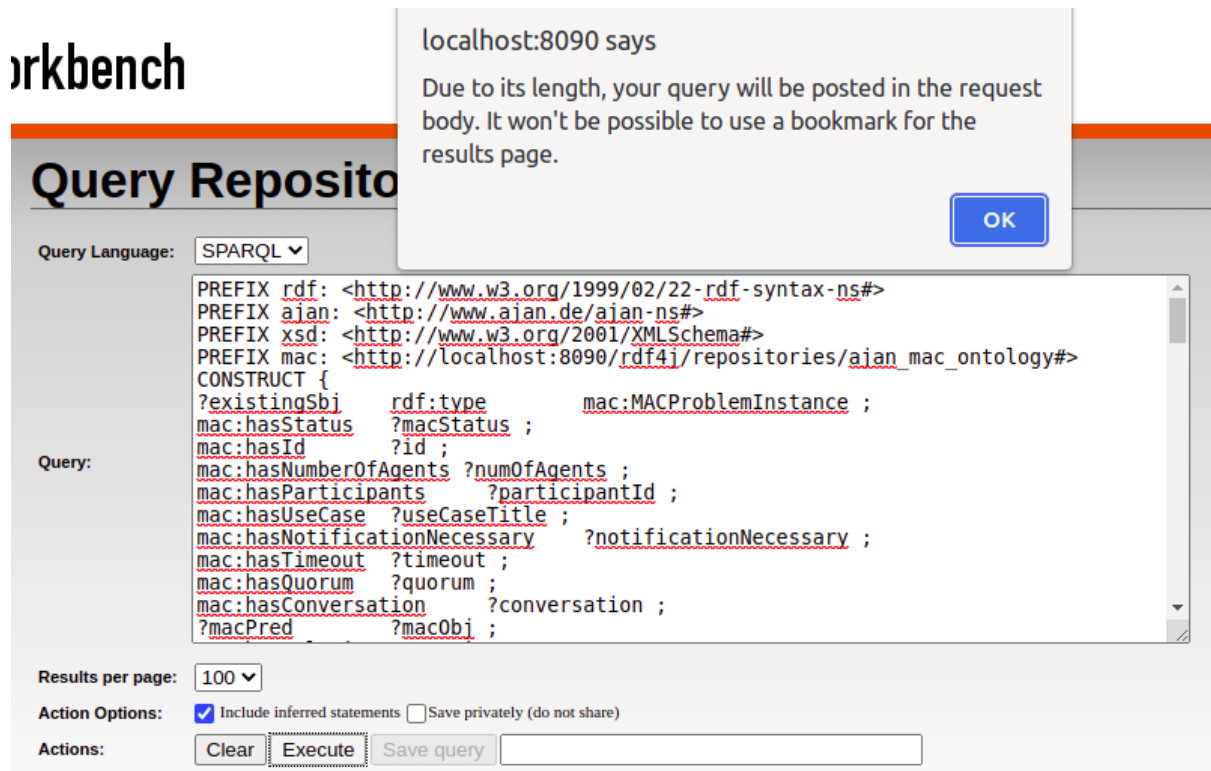 orkbench
localhost:8090 says
Due to its length, your query will be posted in the request
body. It won't be possible to use a bookmark for the
results page.
OK
Query Reposito
Query Language: SPARQL
PREFIX rdf: <http://www.w3.org/1999/02/22-rdf-syntax-ns#>
PREFIX ajan: <http://www.ajan.de/ajan-ns#>
PREFIX xsd: <http://www.w3.org/2001/XMLSchema#>
PREFIX mac: <http://localhost:8090/rdf4j/repositories/ajan_mac_ontology#>
CONSTRUCT {
?existingSbj rdf:type mac:MACProblemInstance ;
mac:hasStatus ?macStatus ;
mac:hasId ?id ;
Query:
mac:hasNumberOfAgents ?numOfAgents ;
mac:hasParticipants ?participantId ;
mac:hasUseCase ?useCaseTitle ;
mac:hasNotificationNecessary ?notificationNecessary ;
mac:hasTimeout ?timeout ;
mac:hasQuorum ?quorum ;
mac:hasConversation ?conversation ;
?macPred ?macObj ;
Results per page: 100
Action Options: Include inferred statements Save privately (do not share)
Actions: Clear Execute Save query